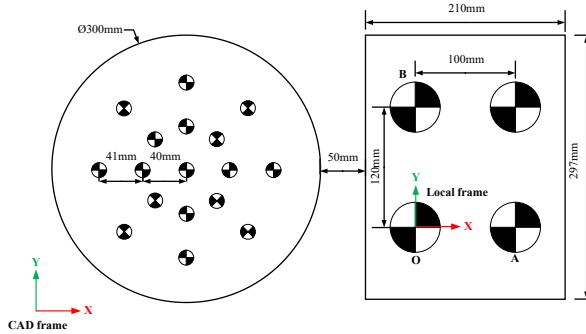 Ø300mm
210mm
100mm
B
41mm
40mm
50mm
120mm
297mm
Y
Local frame
X
O
A
Y
X
CAD frame